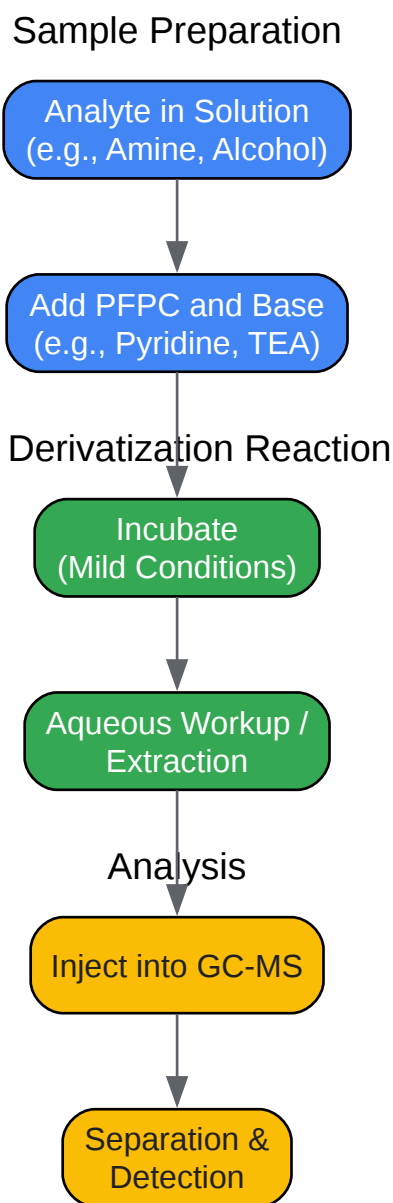 Sample Preparation
Analyte in Solution
(e.g., Amine, Alcohol)
Add PFPC and Base
(e.g., Pyridine, TEA)
Derivatization Reaction
Incubate
(Mild Conditions)
Aqueous Workup /
Extraction
Analysis
Inject into GC-MS
Separation &
Detection